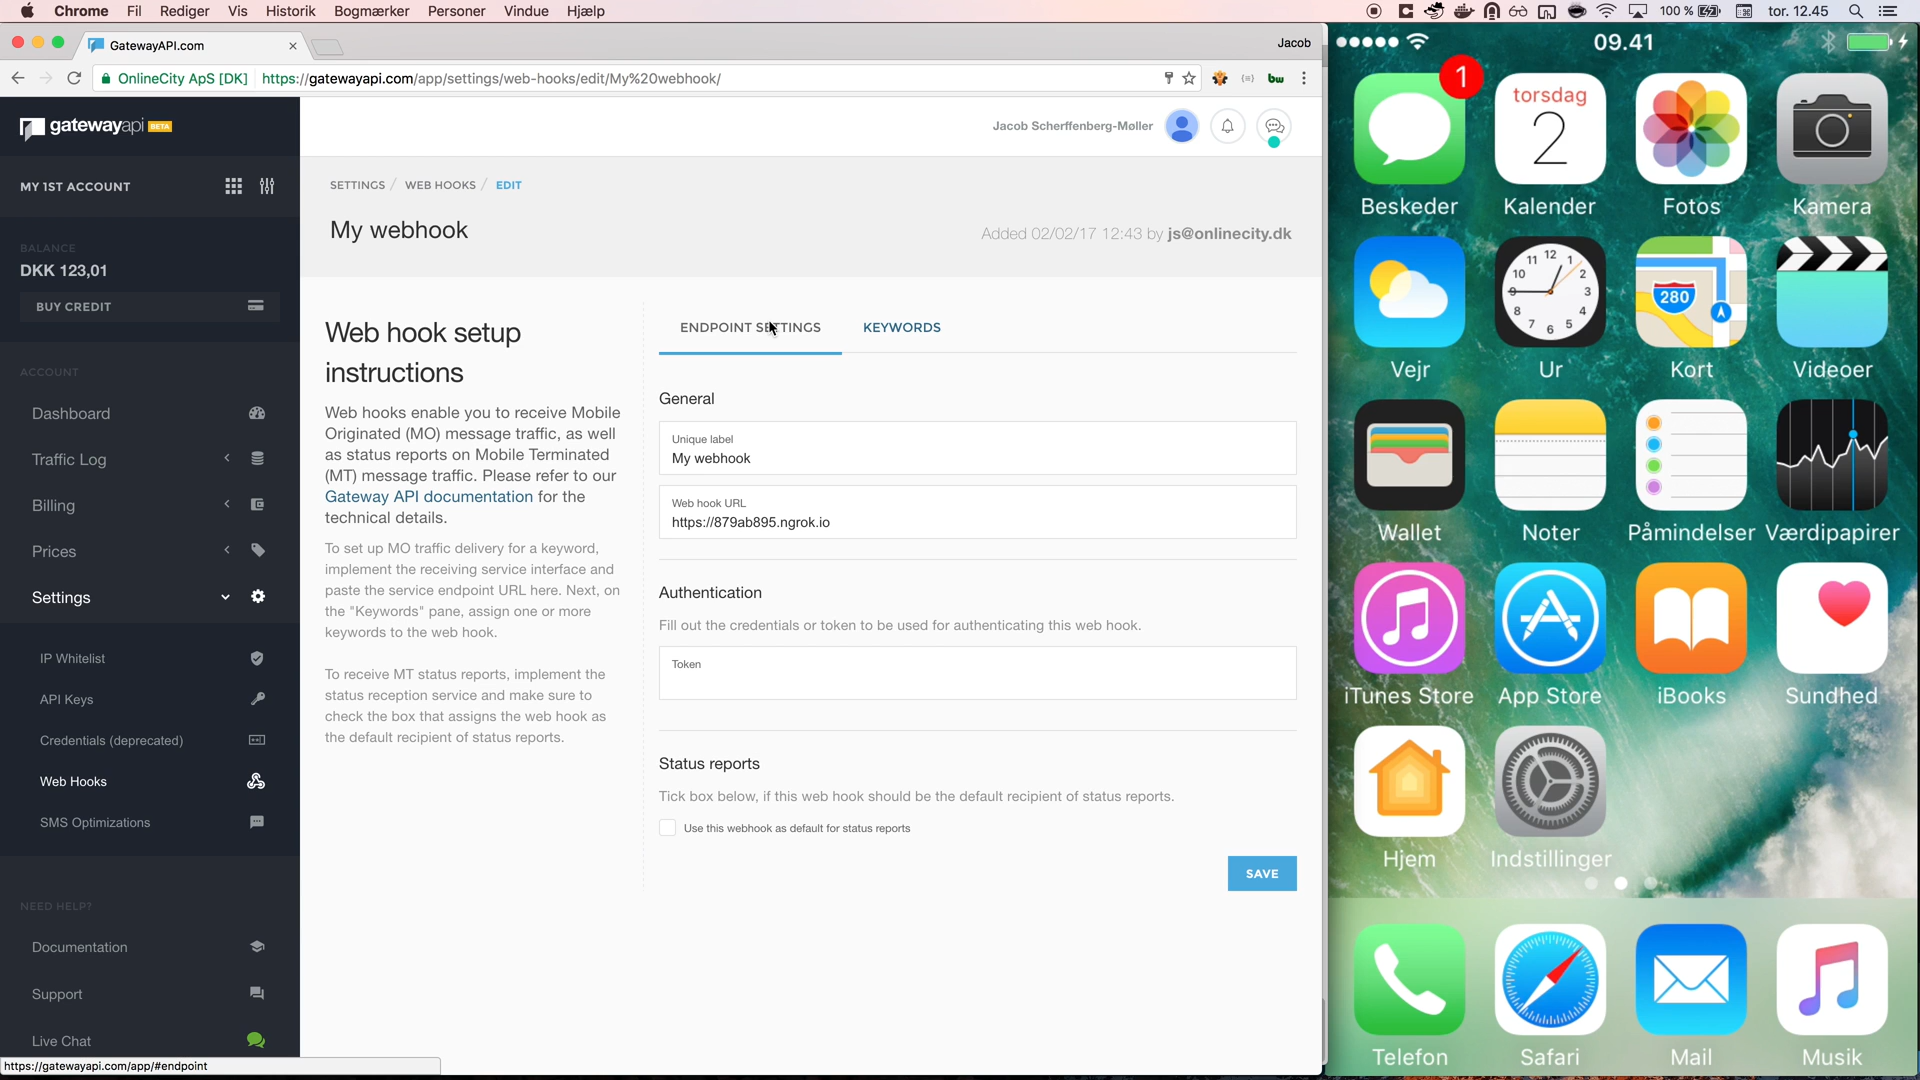 Chrome Fil Rediger Vis Historik Bogmærker Personer Vindue Hjælp
100 % tor. 12.45
GatewayAPI.com
Jacob
OnlineCity ApS [DK] https://gatewayapi.com/app/settings/web-hooks/edit/My%20webhook/
bw
gatewayapi BETA
Jacob Scherffenberg-Møller
MY 1ST ACCOUNT
BALANCE
DKK 123,01
BUY CREDIT
ACCOUNT
Dashboard
Traffic Log
Billing
Prices
Settings
IP Whitelist
API Keys
Credentials (deprecated)
Web Hooks
SMS Optimizations
NEED HELP?
Documentation
Support
Live Chat
https://gatewayapi.com/app/#endpoint
SETTINGS / WEB HOOKS / EDIT
My webhook
Added 02/02/17 12:43 by js@onlinecity.dk
Web hook setup
instructions
Web hooks enable you to receive Mobile
Originated (MO) message traffic, as well
as status reports on Mobile Terminated
(MT) message traffic. Please refer to our
Gateway API documentation for the
technical details.
To set up MO traffic delivery for a keyword,
implement the receiving service interface and
paste the service endpoint URL here. Next, on
the "Keywords" pane, assign one or more
keywords to the web hook.
To receive MT status reports, implement the
status reception service and make sure to
check the box that assigns the web hook as
the default recipient of status reports.
ENDPOINT SETTINGS
KEYWORDS
General
Unique label
My webhook
Web hook URL
https://879ab895.ngrok.io
Authentication
Fill out the credentials or token to be used for authenticating this web hook.
Token
Status reports
Tick box below, if this web hook should be the default recipient of status reports.
Use this webhook as default for status reports
SAVE
09.41
1
torsdag
2
Beskeder Kalender Fotos Kamera
12 1 2 3 4 5 6 7 8 9 10 11
280
Vejr Ur Kort Videoer
Wallet Noter Påmindelser Værdipapirer
iTunes Store App Store iBooks Sundhed
Hjem Indstillinger
Telefon Safari Mail Musik